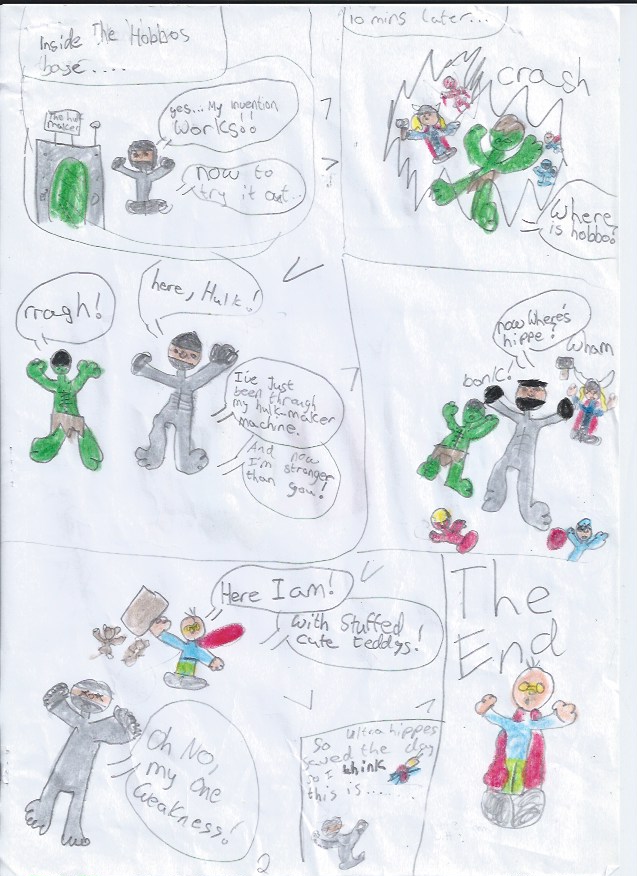 Inside The Hobbos
base....
The hulk
maker
yes... My invention
Works!!
now to
try it out...
10 mins later...
crash
Where
is hobbo?
rragh!
here, Hulk!
I've Just
been through
my hulk-maker
machine.
And now
I'm stronger
than you!
now Where's
hippe?
bonk!
Wham
Here I am!
With Stuffed
cute teddys!
Oh No,
my one
Weakness!
So Ultra hippes
saved the day
so I think
this is........
The
End
2